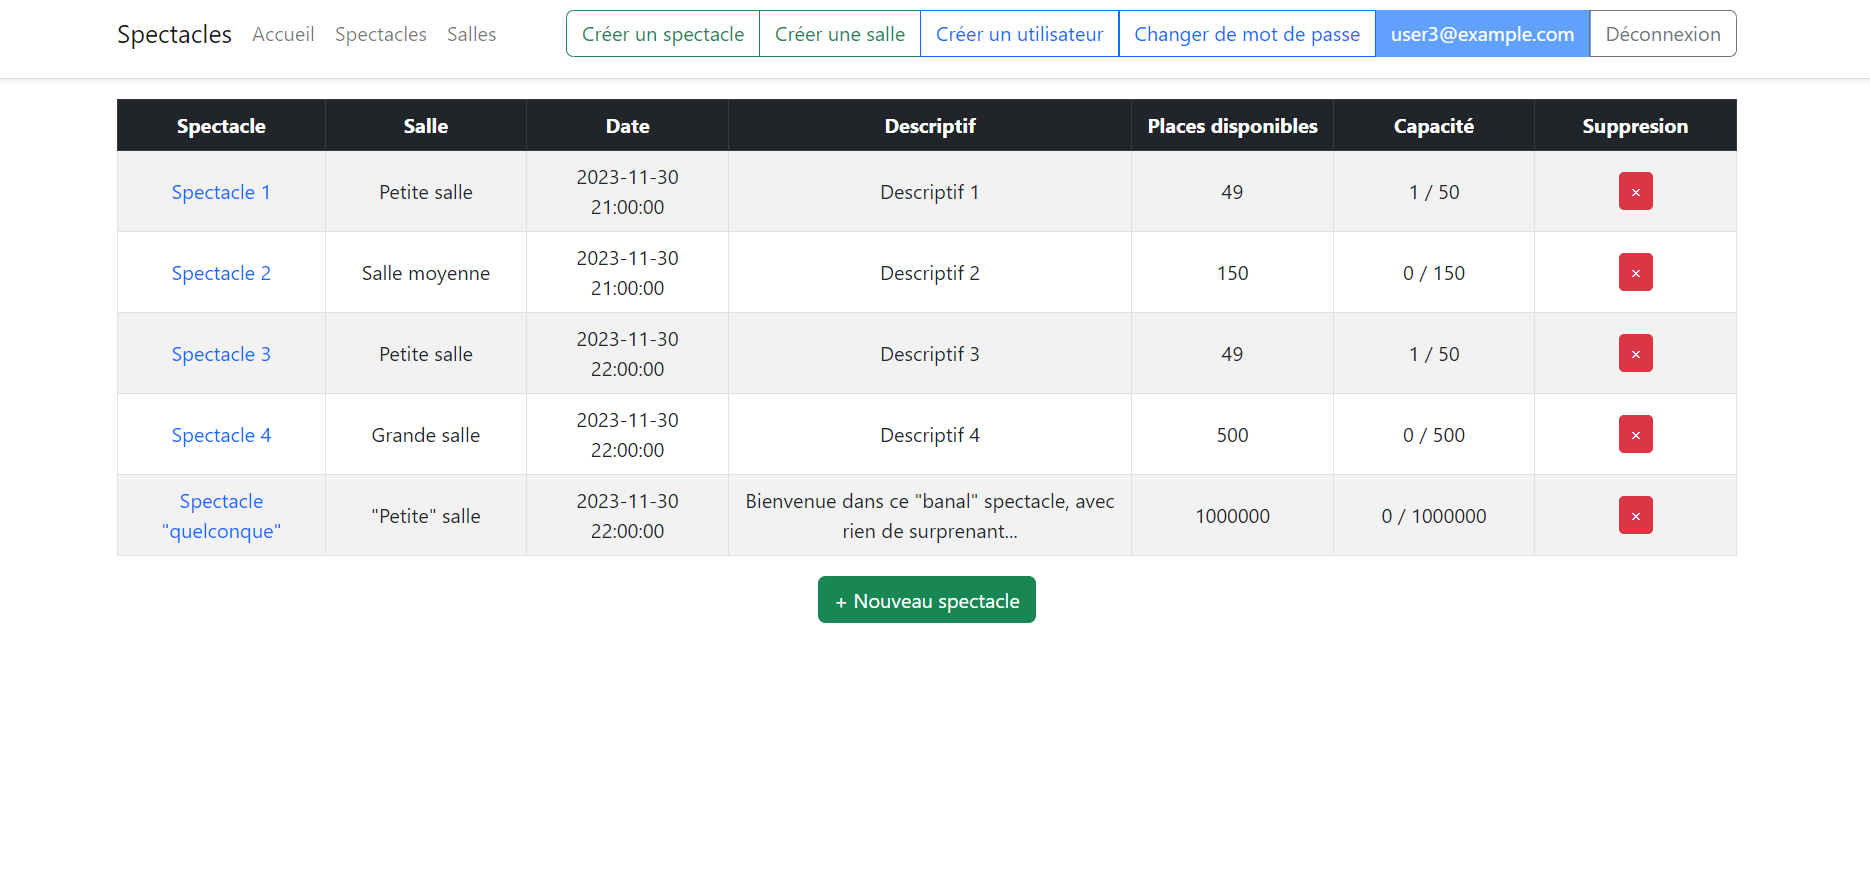 Spectacles Accueil Spectacles Salles Créer un spectacle Créer une salle Créer un utilisateur Changer de mot de passe user3@example.com Déconnexion
Spectacle Salle Date Descriptif Places disponibles Capacité Suppresion
Spectacle 1 Petite salle 2023-11-30 21:00:00 Descriptif 1 49 1 / 50 ×
Spectacle 2 Salle moyenne 2023-11-30 21:00:00 Descriptif 2 150 0 / 150 ×
Spectacle 3 Petite salle 2023-11-30 22:00:00 Descriptif 3 49 1 / 50 ×
Spectacle 4 Grande salle 2023-11-30 22:00:00 Descriptif 4 500 0 / 500 ×
Spectacle "quelconque" "Petite" salle 2023-11-30 22:00:00 Bienvenue dans ce "banal" spectacle, avec rien de surprenant... 1000000 0 / 1000000 ×
+ Nouveau spectacle